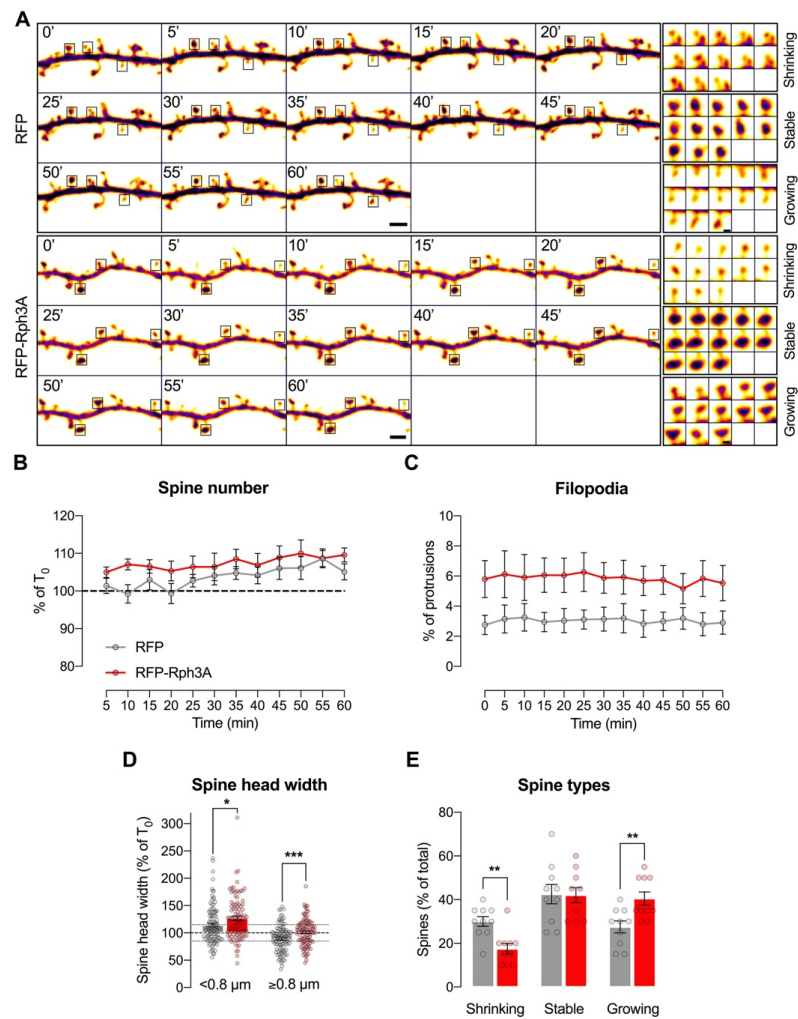 A
0’ 5’ 10’ 15’ 20’
Shrinking
RFP
25’ 30’ 35’ 40’ 45’
Stable
50’ 55’ 60’
Growing
0’ 5’ 10’ 15’ 20’
Shrinking
RFP-Rph3A
25’ 30’ 35’ 40’ 45’
Stable
50’ 55’ 60’
Growing
B
Spine number
% of T0
120
110
100
90
80
RFP
RFP-Rph3A
5 10 15 20 25 30 35 40 45 50 55 60
Time (min)
C
Filopodia
% of protrusions
10
8
6
4
2
0
0 5 10 15 20 25 30 35 40 45 50 55 60
Time (min)
D
Spine head width
Spine head width (% of T0)
300
250
200
150
100
50
0
*
***
<0.8 µm ≥0.8 µm
E
Spine types
Spines (% of total)
80
60
40
20
0
**
**
Shrinking Stable Growing